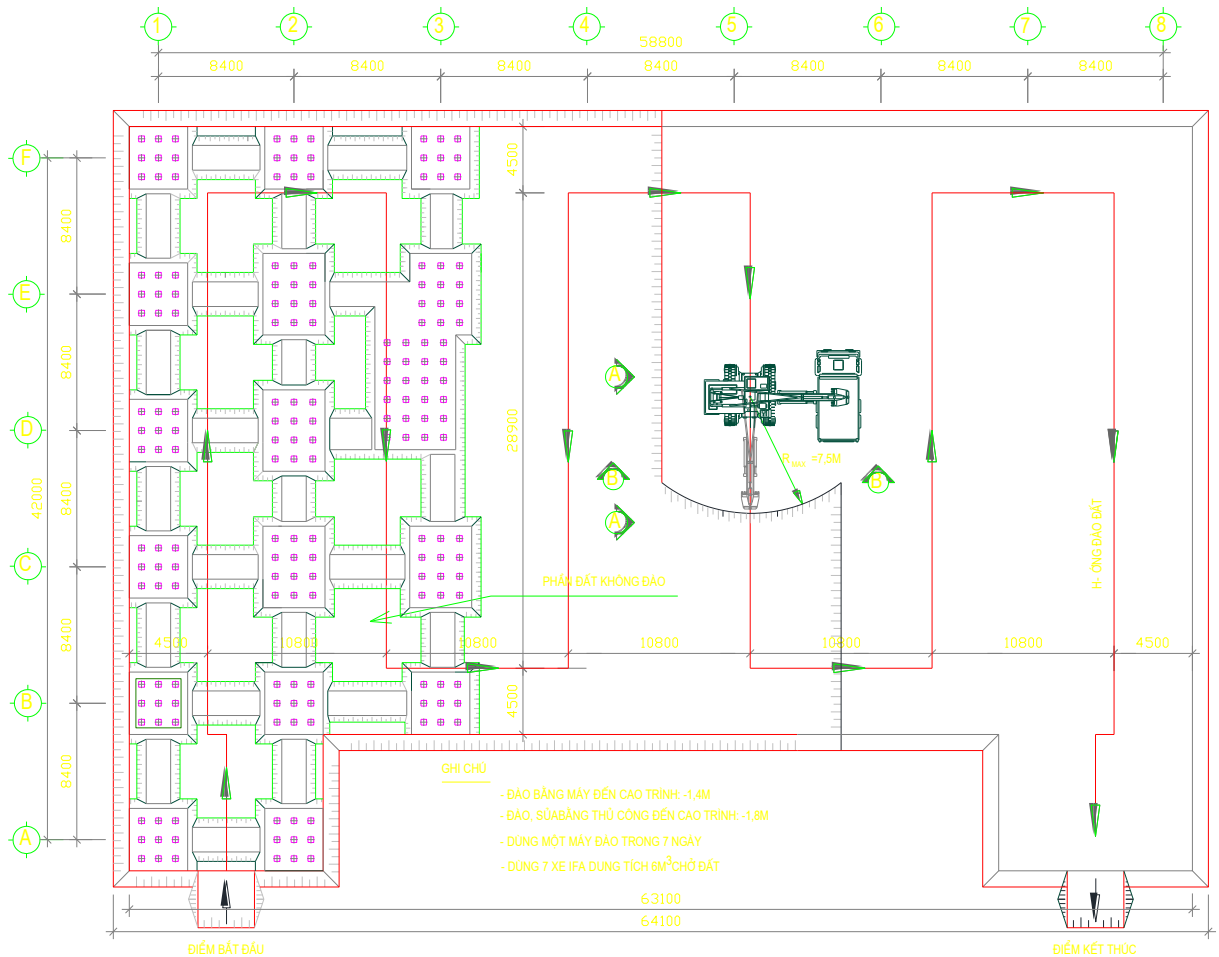 1 2 3 4 5 6 7 8
58800
8400 8400 8400 8400 8400 8400 8400
F
E
D
C
B
A
42000
8400
8400
8400
8400
8400
4500
28900
4500
A
B
A
B
R MAX =7,5M
H- ỚNG ĐÀO ĐẤT
PHẦN ĐẤT KHÔNG ĐÀO
4500 10800 10800 10800 10800 10800 4500
GHI CHÚ
- ĐÀO BẰNG MÁY ĐẾN CAO TRÌNH: -1,4M
- ĐÀO, SỬA BẰNG THỦ CÔNG ĐẾN CAO TRÌNH: -1,8M
- DÙNG MỘT MÁY ĐÀO TRONG 7 NGÀY
- DÙNG 7 XE IFA DUNG TÍCH 6M3 CHỞ ĐẤT
63100
64100
ĐIỂM BẮT ĐẦU
ĐIỂM KẾT THÚC